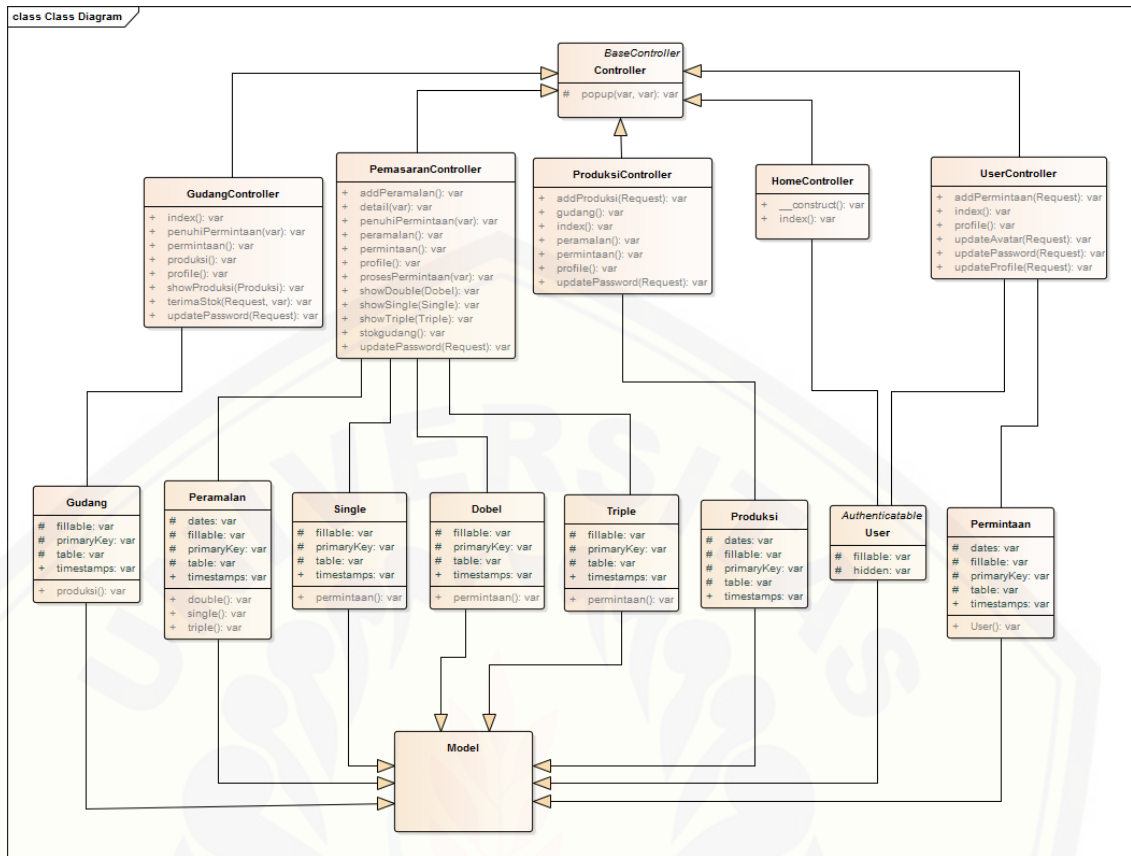 class Class Diagram
BaseController
Controller
# popup(var, var): var
GudangController
+ index(): var
+ penuhiPermintaan(var): var
+ permintaan(): var
+ produksi(): var
+ profile(): var
+ showProduksi(Produksi): var
+ terimaStok(Request, var): var
+ updatePassword(Request): var
PemasaranController
+ addPeramalan(): var
+ detail(var): var
+ penuhiPermintaan(var): var
+ peramalan(): var
+ permintaan(): var
+ profile(): var
+ prosesPermintaan(var): var
+ showDouble(Dobel): var
+ showSingle(Single): var
+ showTriple(Triple): var
+ stokgudang(): var
+ updatePassword(Request): var
ProduksiController
+ addProduksi(Request): var
+ gudang(): var
+ index(): var
+ peramalan(): var
+ permintaan(): var
+ profile(): var
+ updatePassword(Request): var
HomeController
+ __construct(): var
+ index(): var
UserController
+ addPermintaan(Request): var
+ index(): var
+ profile(): var
+ updateAvatar(Request): var
+ updatePassword(Request): var
+ updateProfile(Request): var
Gudang
# fillable: var
# primaryKey: var
# table: var
+ timestamps: var
+ produksi(): var
Peramalan
# dates: var
# fillable: var
# primaryKey: var
# table: var
+ timestamps: var
+ double(): var
+ single(): var
+ triple(): var
Single
# fillable: var
# primaryKey: var
# table: var
+ timestamps: var
+ permintaan(): var
Dobel
# fillable: var
# primaryKey: var
# table: var
+ timestamps: var
+ permintaan(): var
Triple
# fillable: var
# primaryKey: var
# table: var
+ timestamps: var
+ permintaan(): var
Produksi
# dates: var
# fillable: var
# primaryKey: var
# table: var
+ timestamps: var
Authenticatable
User
# fillable: var
# hidden: var
Permintaan
# dates: var
# fillable: var
# primaryKey: var
# table: var
+ timestamps: var
+ User(): var
Model
UNIVERSITAS